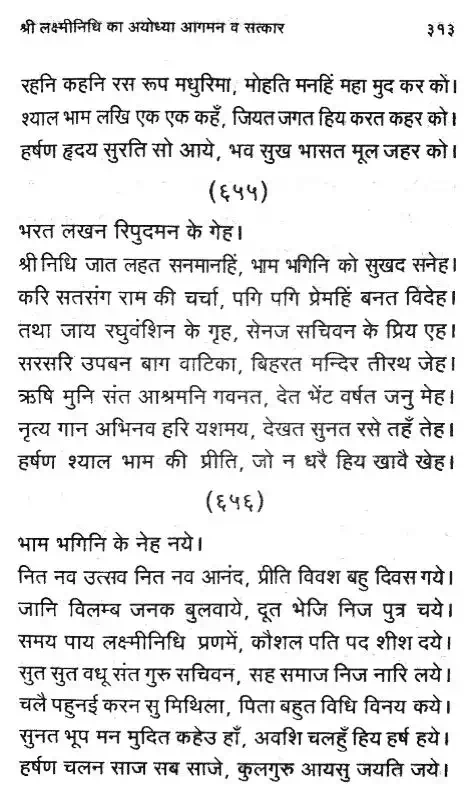 श्री लक्ष्मीनिधि का अयोध्या आगमन व सत्कार ३१३
रहनि कहनि रस रूप मधुरिमा, मोहति मनहिं महा मुद कर कों।
श्याल भाम लखि एक एक कहँ, जियत जगत हिय करत कहर को।
हर्षण हृदय सुरति सो आये, भव सुख भासत मूल जहर को।
(६५५)
भरत लखन रिपुदमन के गेह।
श्री निधि जात लहत सनमानहिं, भाम भगिनि को सुखद सनेह।
करि सतसंग राम की चर्चा, पगि पगि प्रेमहिं बनत विदेह।
तथा जाय रघुवंशिन के गृह, सेनज सचिवन के प्रिय एह।
सरसरि उपबन बाग वाटिका, बिहरत मन्दिर तीरथ जेह।
ऋषि मुनि संत आश्रमनि गवनत, देत भेंट वर्षत जनु मेह।
नृत्य गान अभिनव हरि यशमय, देखत सुनत रसे तहँ तेह।
हर्षण श्याल भाम की प्रीति, जो न धरै हिय खावै खेह।
(६५६)
भाम भगिनि के नेह नये।
नित नव उत्सव नित नव आनंद, प्रीति विवश बहु दिवस गये।
जानि विलम्ब जनक बुलवाये, दूत भेजि निज पुत्र चये।
समय पाय लक्ष्मीनिधि प्रणमें, कौशल पति पद शीश दये।
सुत सुत वधू संत गुरु सचिवन, सह समाज निज नारि लये।
चलै पहुनई करन सु मिथिला, पिता बहुत विधि विनय कये।
सुनत भूप मन मुदित कहेउ हाँ, अवशि चलहुँ हिय हर्ष हये।
हर्षण चलन साज सब साजे, कुलगुरु आयसु जयति जये।